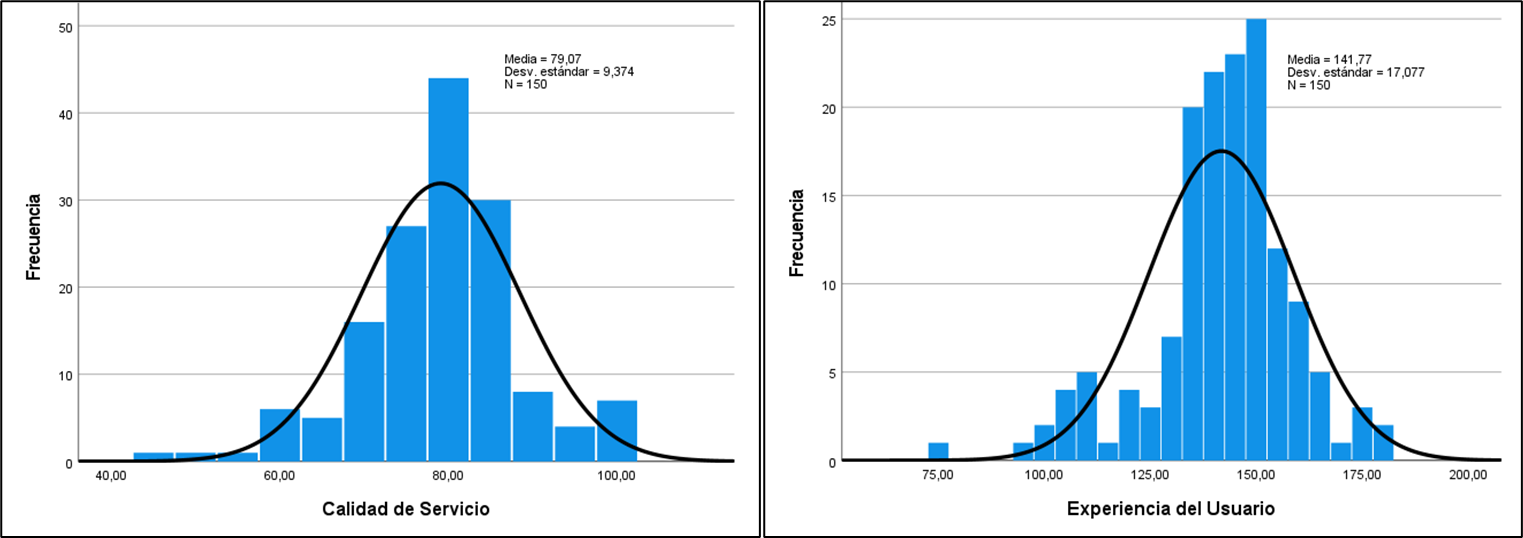 Media = 79,07
Desv. estándar = 9,374
N = 150
50
40
30
20
10
0
Frecuencia
40,00 60,00 80,00 100,00
Calidad de Servicio
Media = 141,77
Desv. estándar = 17,077
N = 150
25
20
15
10
5
0
Frecuencia
75,00 100,00 125,00 150,00 175,00 200,00
Experiencia del Usuario